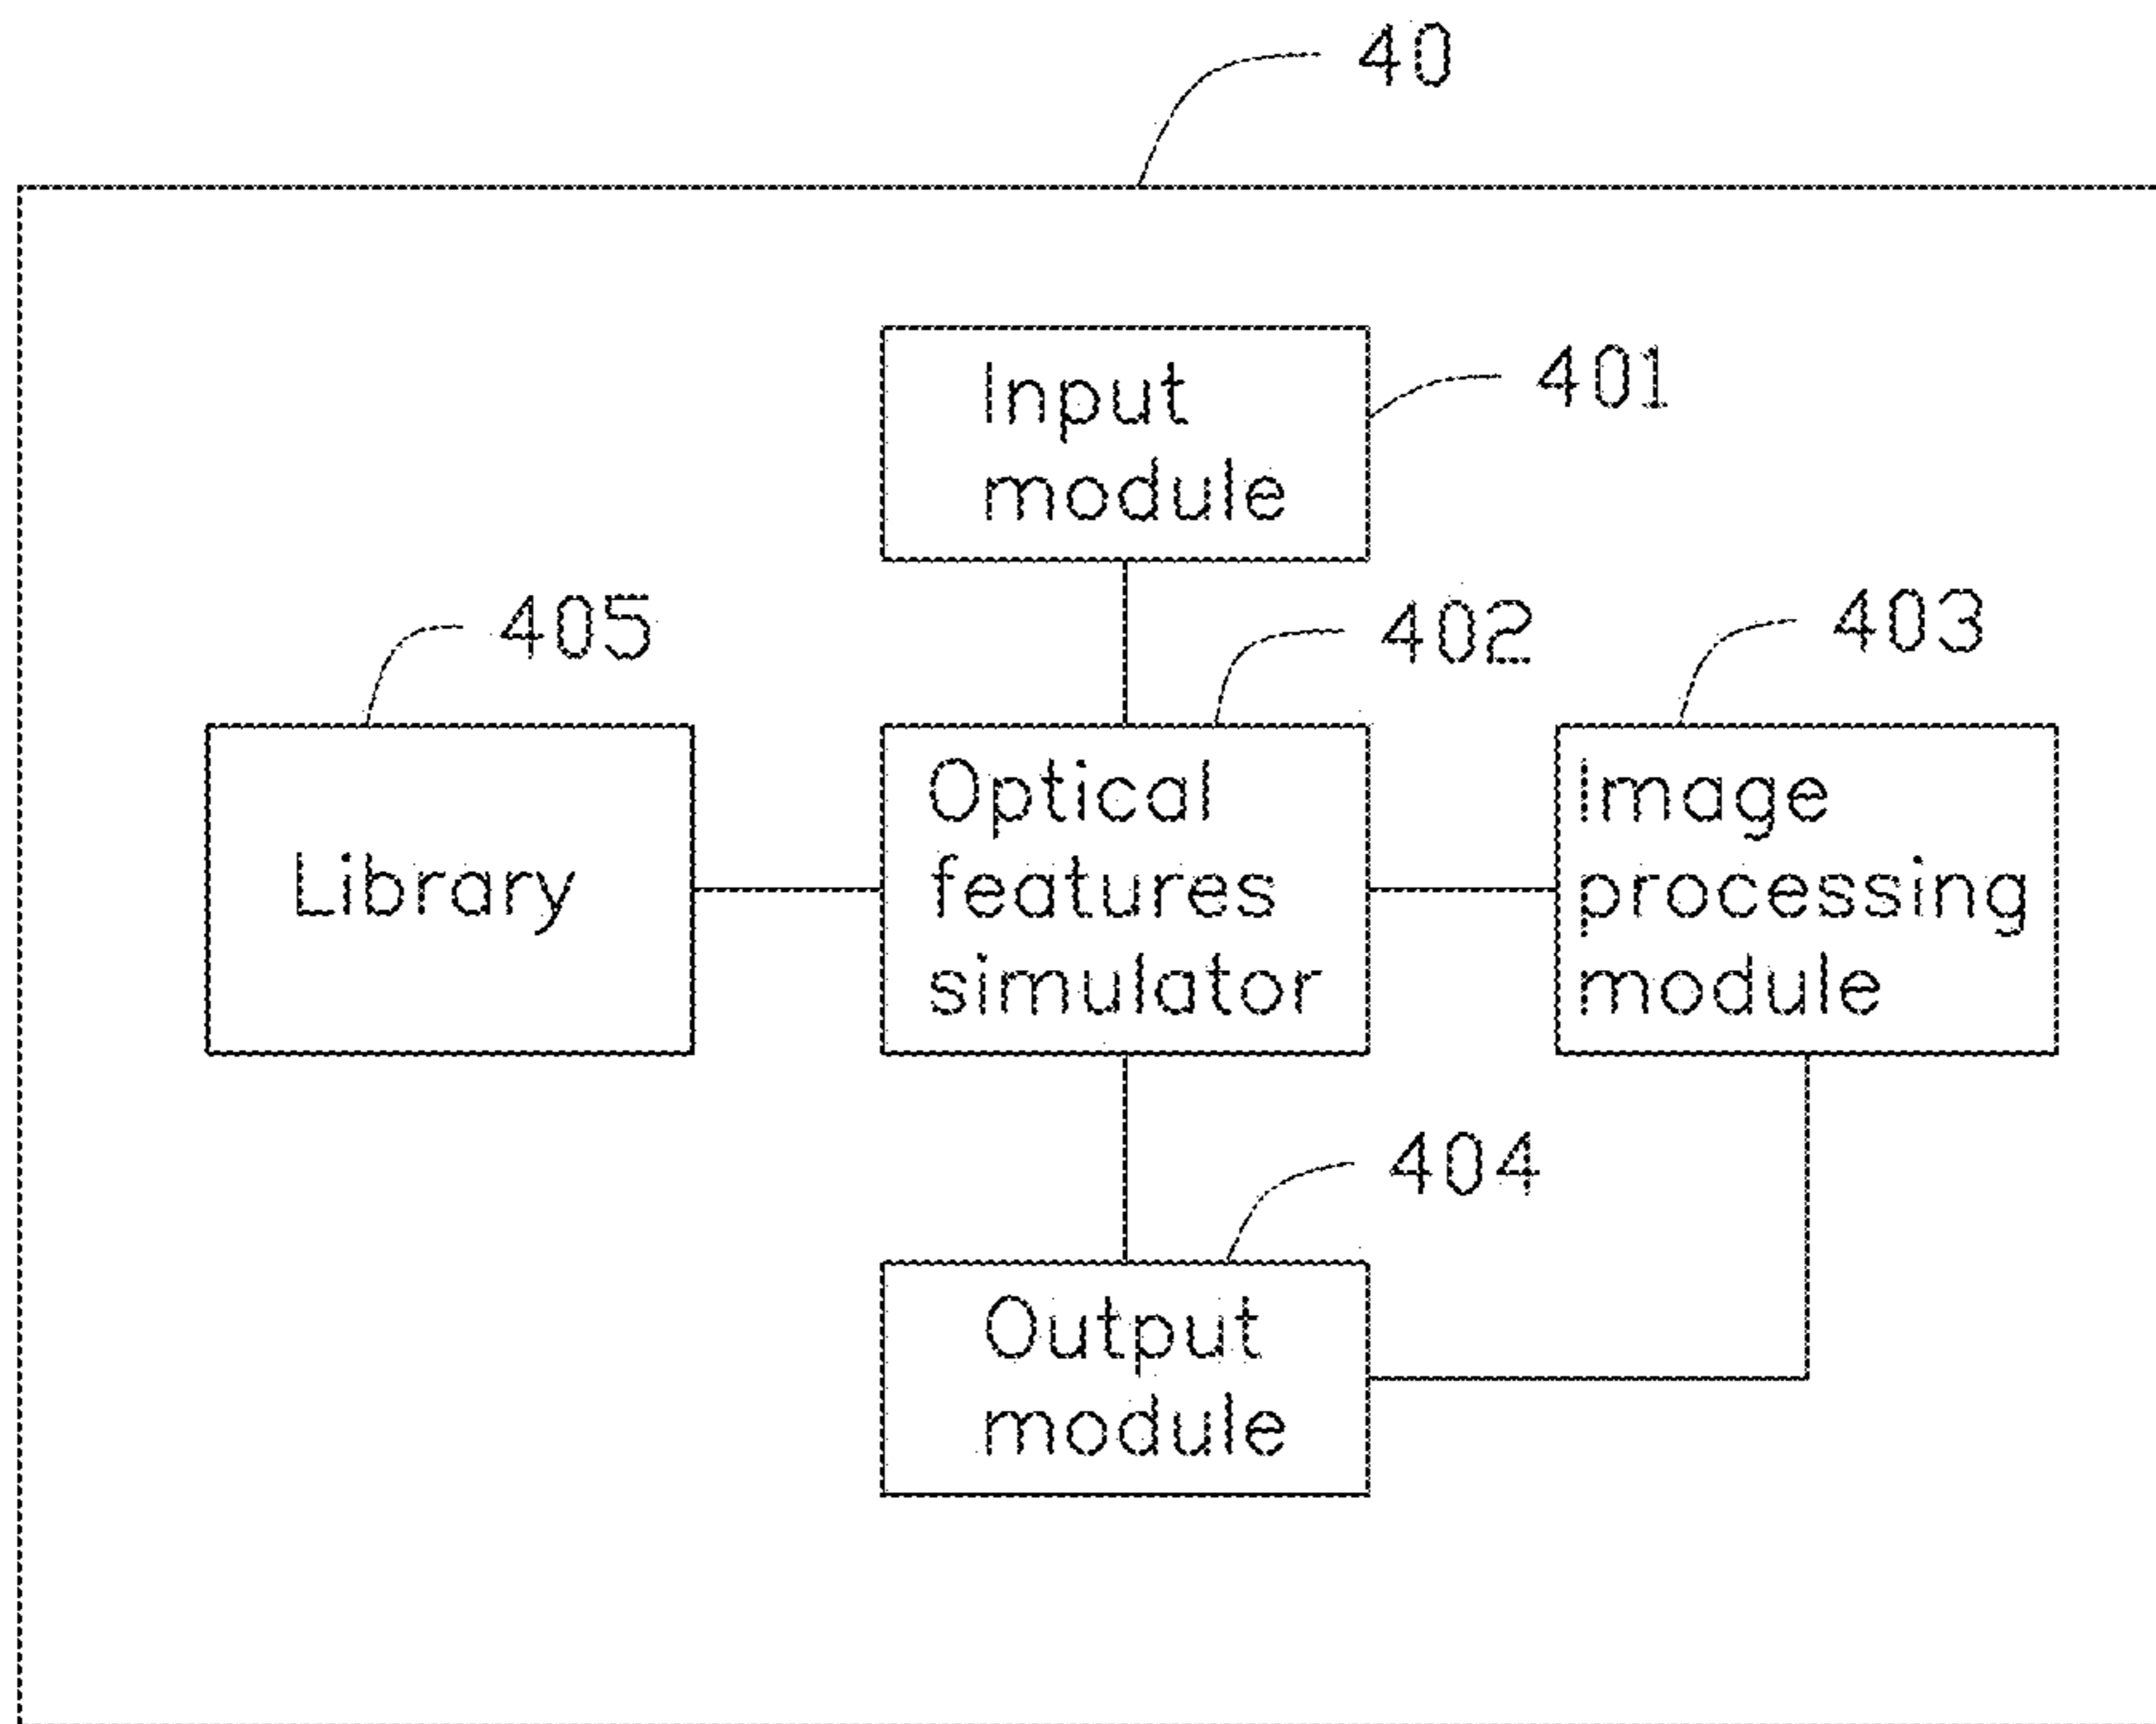 40
Input
module
401
405
402
403
Library
Optical
features
simulator
Image
processing
module
404
Output
module